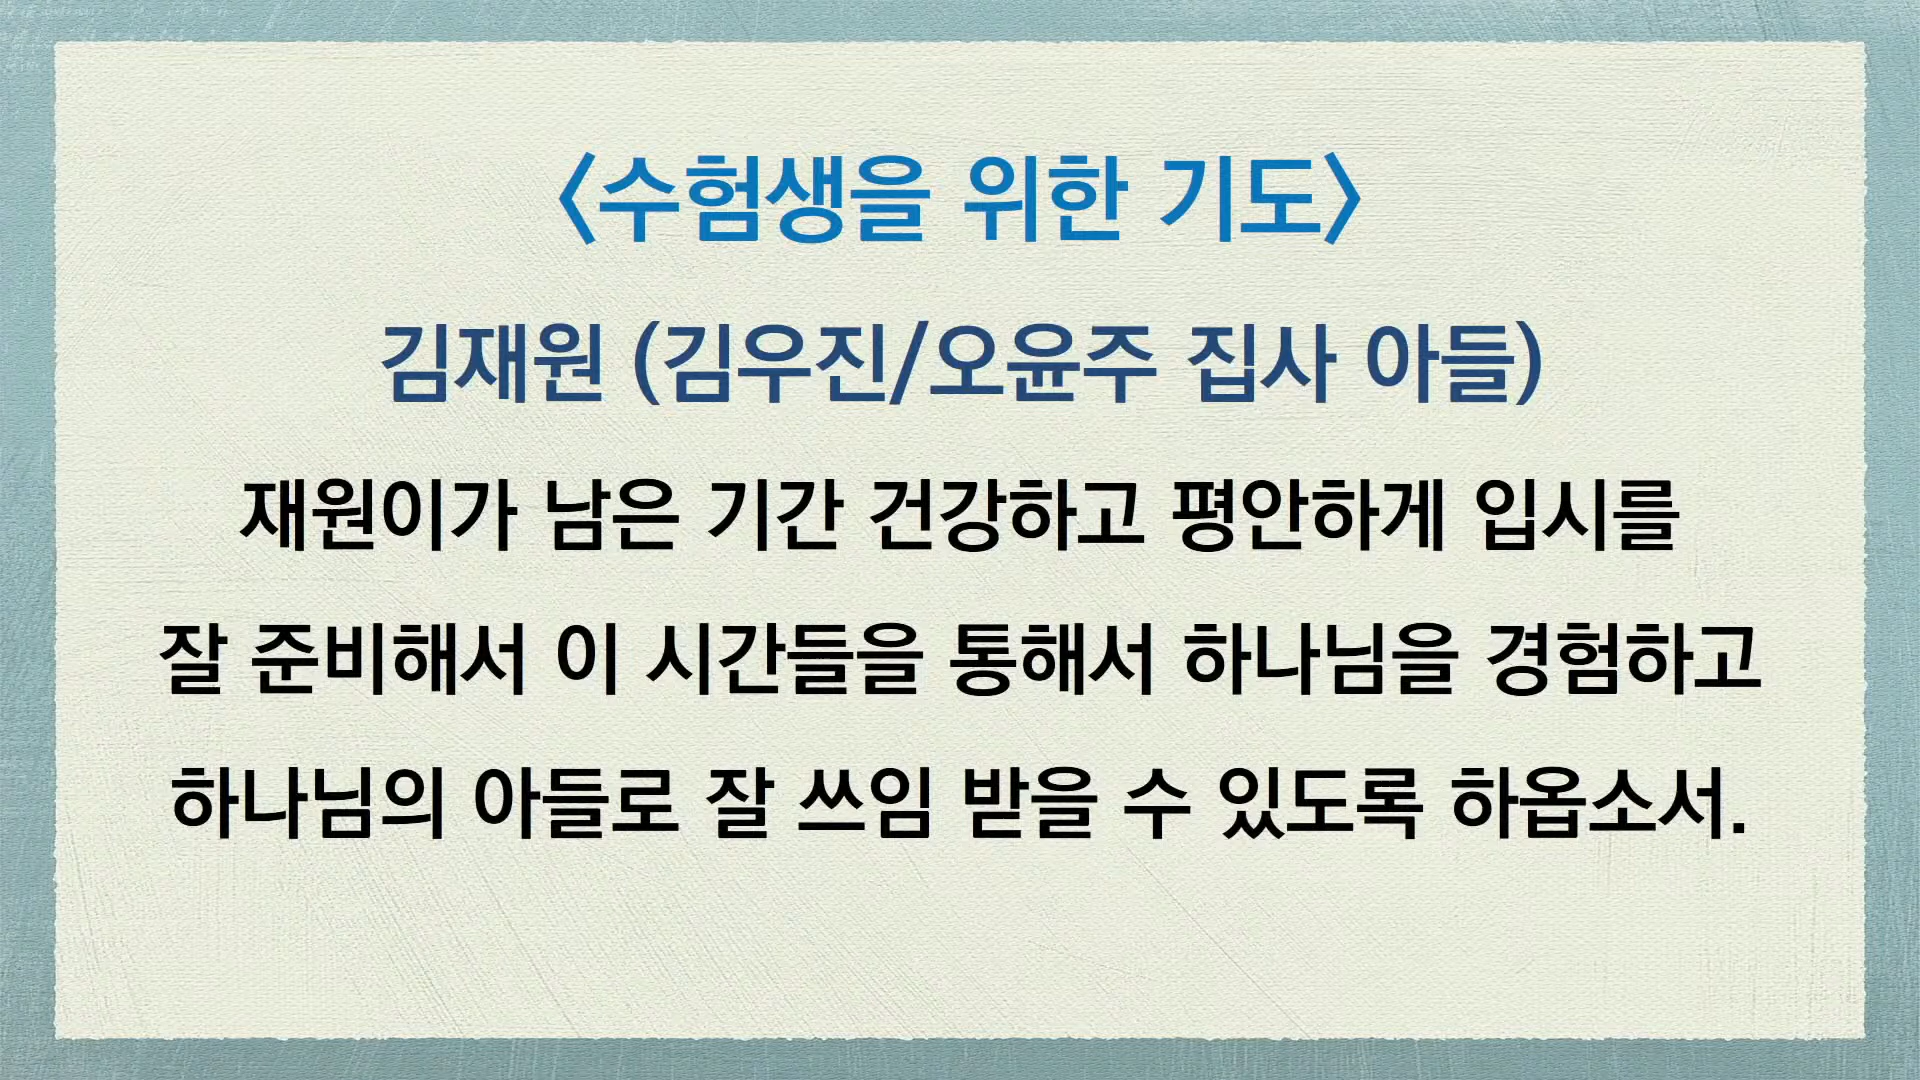 <수험생을 위한 기도>
김재원 (김우진/오윤주 집사 아들)
재원이가 남은 기간 건강하고 평안하게 입시를
잘 준비해서 이 시간들을 통해서 하나님을 경험하고
하나님의 아들로 잘 쓰임 받을 수 있도록 하옵소서.